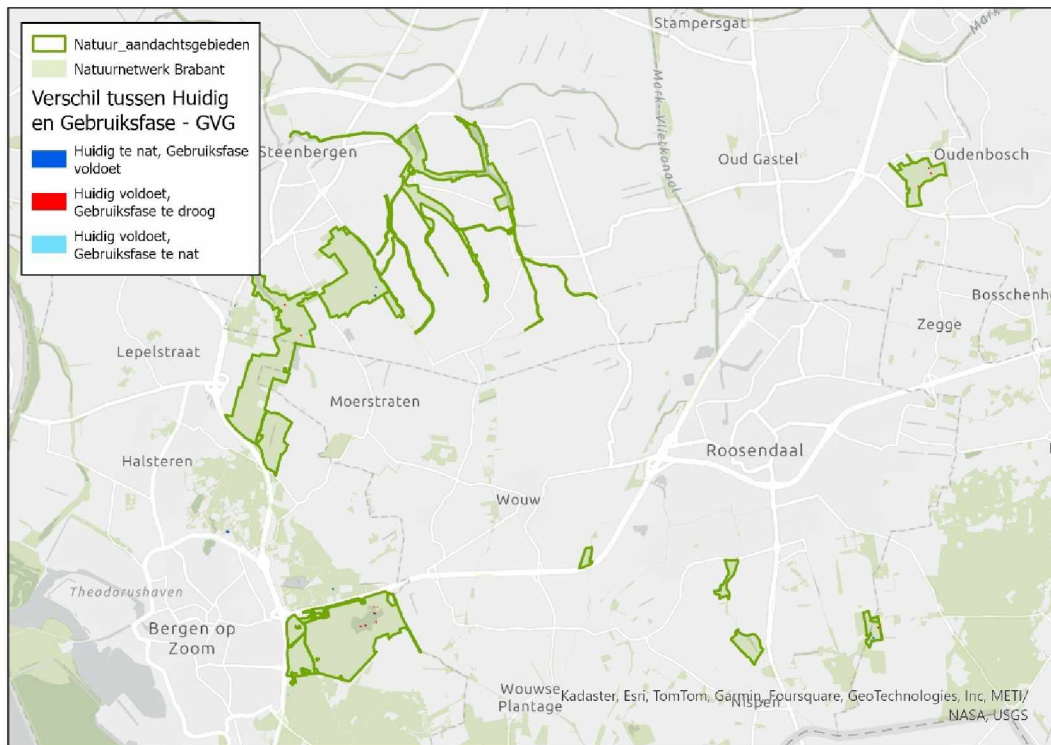 Natuur_aandachtsgebieden
Natuurnetwerk Brabant
Verschil tussen Huidig
en Gebruiksfase - GVG
Huidig te nat, Gebruiksfase
voldoet
Huidig voldoet,
Gebruiksfase te droog
Huidig voldoet,
Gebruiksfase te nat
Stampersgat
Mark
Mark-Vlietkanaal
Steenbergen
Oud Gastel
Oudenbosch
Bosschenh
Zegge
Lepelstraat
Moerstraten
Roosendaal
Halsteren
Wouw
Theodorushaven
Bergen op
Zoom
Wouwse
Plantage
Nispen
Kadaster, Esri, TomTom, Garmin, Foursquare, GeoTechnologies, Inc, METI/
NASA, USGS